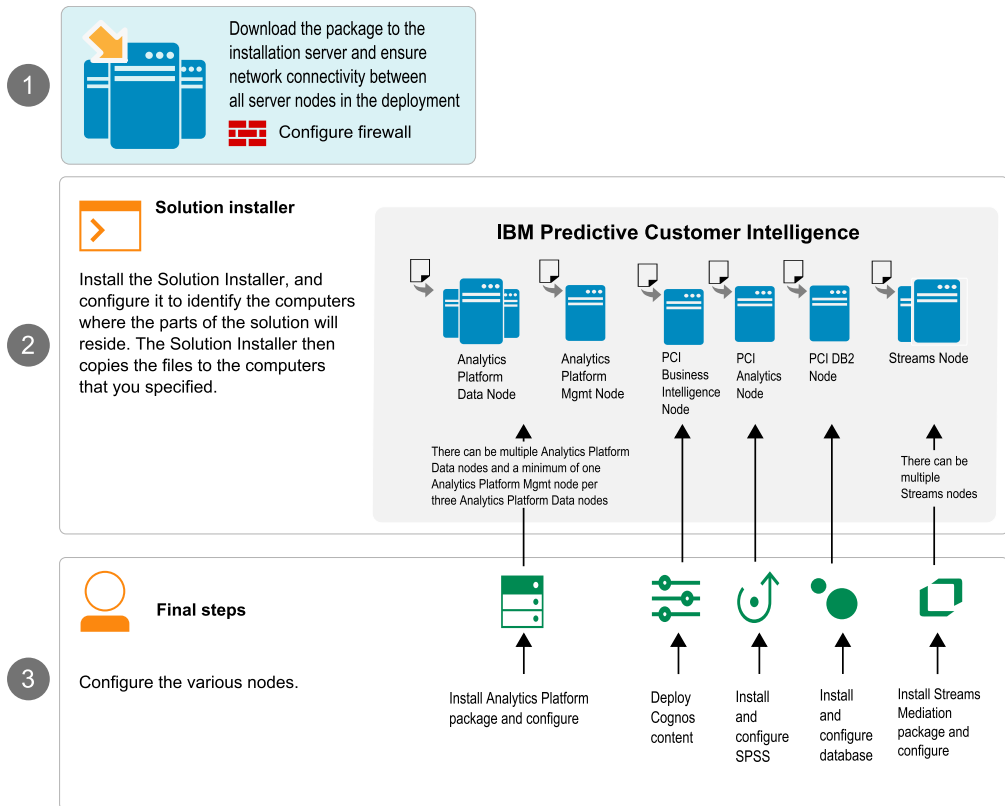 1
Download the package to the
installation server and ensure
network connectivity between
all server nodes in the deployment
Configure firewall
2
Solution installer
Install the Solution Installer, and
configure it to identify the computers
where the parts of the solution will
reside. The Solution Installer then
copies the files to the computers
that you specified.
IBM Predictive Customer Intelligence
Analytics
Platform
Data Node
Analytics
Platform
Mgmt Node
PCI
Business
Intelligence
Node
PCI
Analytics
Node
PCI DB2
Node
Streams Node
There can be multiple Analytics Platform
Data nodes and a minimum of one
Analytics Platform Mgmt node per
three Analytics Platform Data nodes
There can be
multiple
Streams nodes
3
Final steps
Configure the various nodes.
Install Analytics Platform
package and configure
Deploy
Cognos
content
Install
and
configure
SPSS
Install
and
configure
database
Install Streams
Mediation
package and
configure